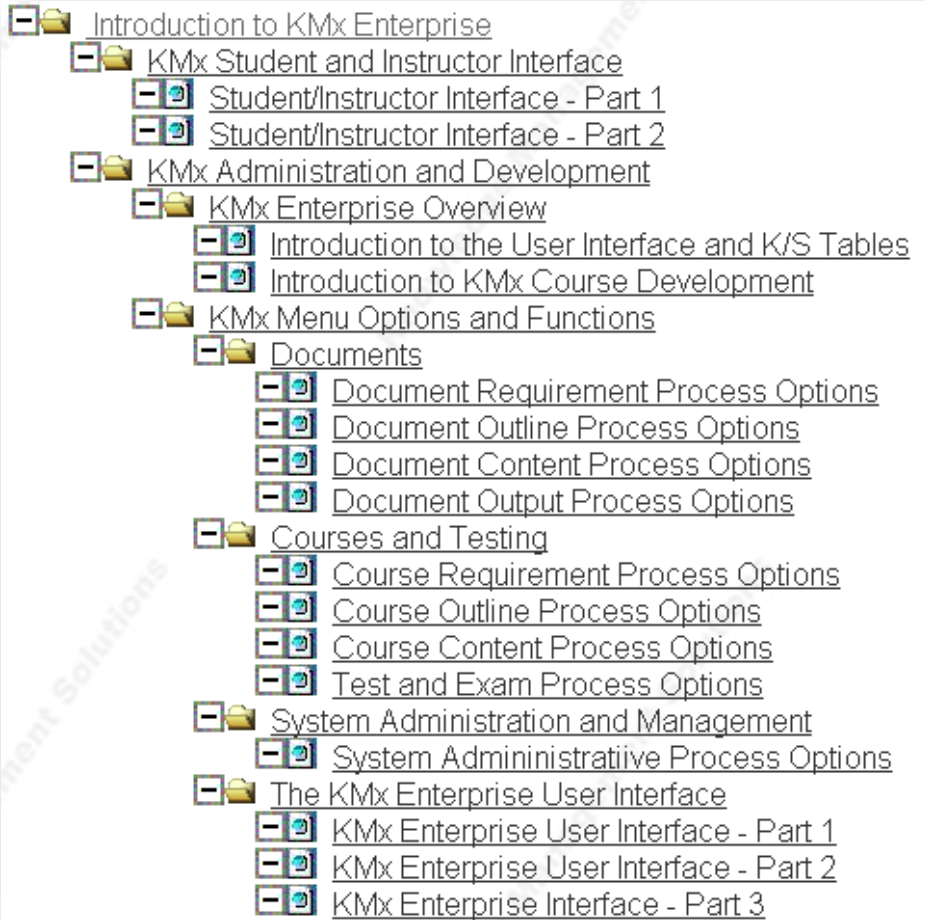 Introduction to KMx Enterprise
KMx Student and Instructor Interface
Student/Instructor Interface - Part 1
Student/Instructor Interface - Part 2
KMx Administration and Development
KMx Enterprise Overview
Introduction to the User Interface and K/S Tables
Introduction to KMx Course Development
KMx Menu Options and Functions
Documents
Document Requirement Process Options
Document Outline Process Options
Document Content Process Options
Document Output Process Options
Courses and Testing
Course Requirement Process Options
Course Outline Process Options
Course Content Process Options
Test and Exam Process Options
System Administration and Management
System Admininistratiive Process Options
The KMx Enterprise User Interface
KMx Enterprise User Interface - Part 1
KMx Enterprise User Interface - Part 2
KMx Enterprise Interface - Part 3